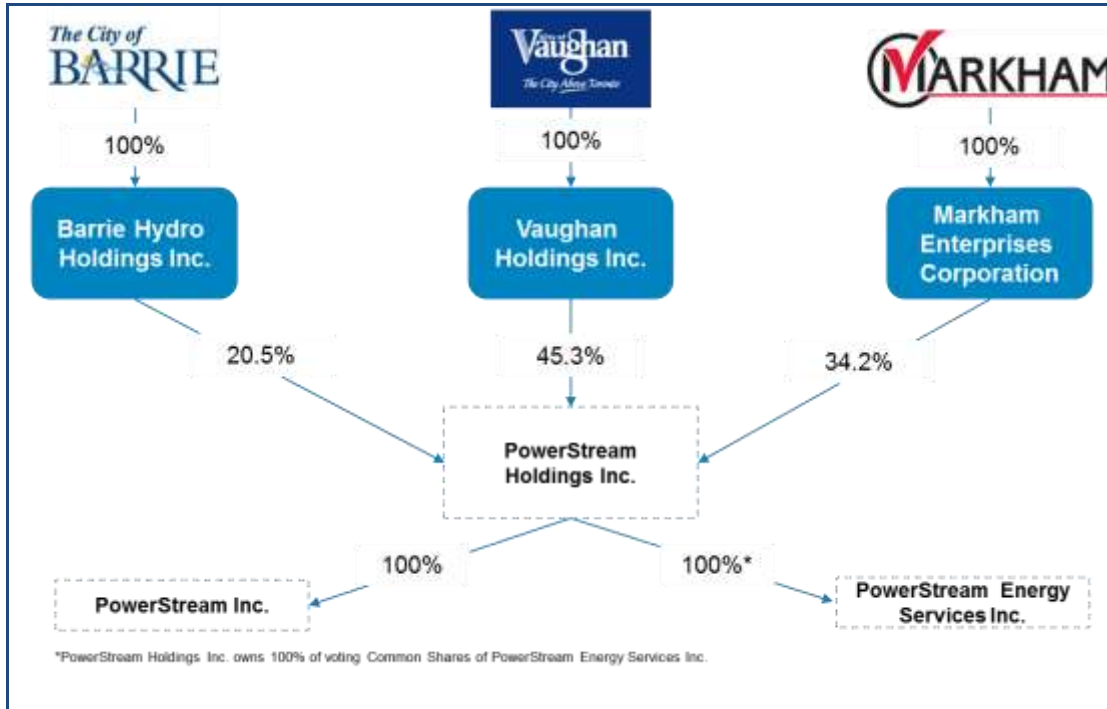 The City of
BARRIE
City of
Vaughan
The City Above Toronto
MARKHAM
100%
100%
100%
Barrie Hydro
Holdings Inc.
Vaughan
Holdings Inc.
Markham
Enterprises
Corporation
20.5%
45.3%
34.2%
PowerStream
Holdings Inc.
100%
100%*
PowerStream Inc.
PowerStream Energy
Services Inc.
*PowerStream Holdings Inc. owns 100% of voting Common Shares of PowerStream Energy Services Inc.